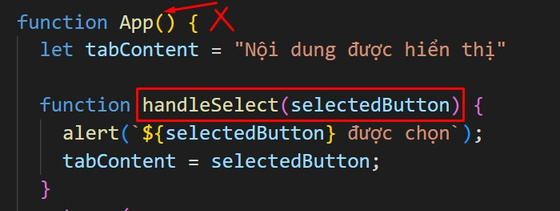 function App() {
let tabContent = "Nội dung được hiển thị"
function handleSelect(selectedButton) {
alert(`${selectedButton} được chọn`);
tabContent = selectedButton;
}